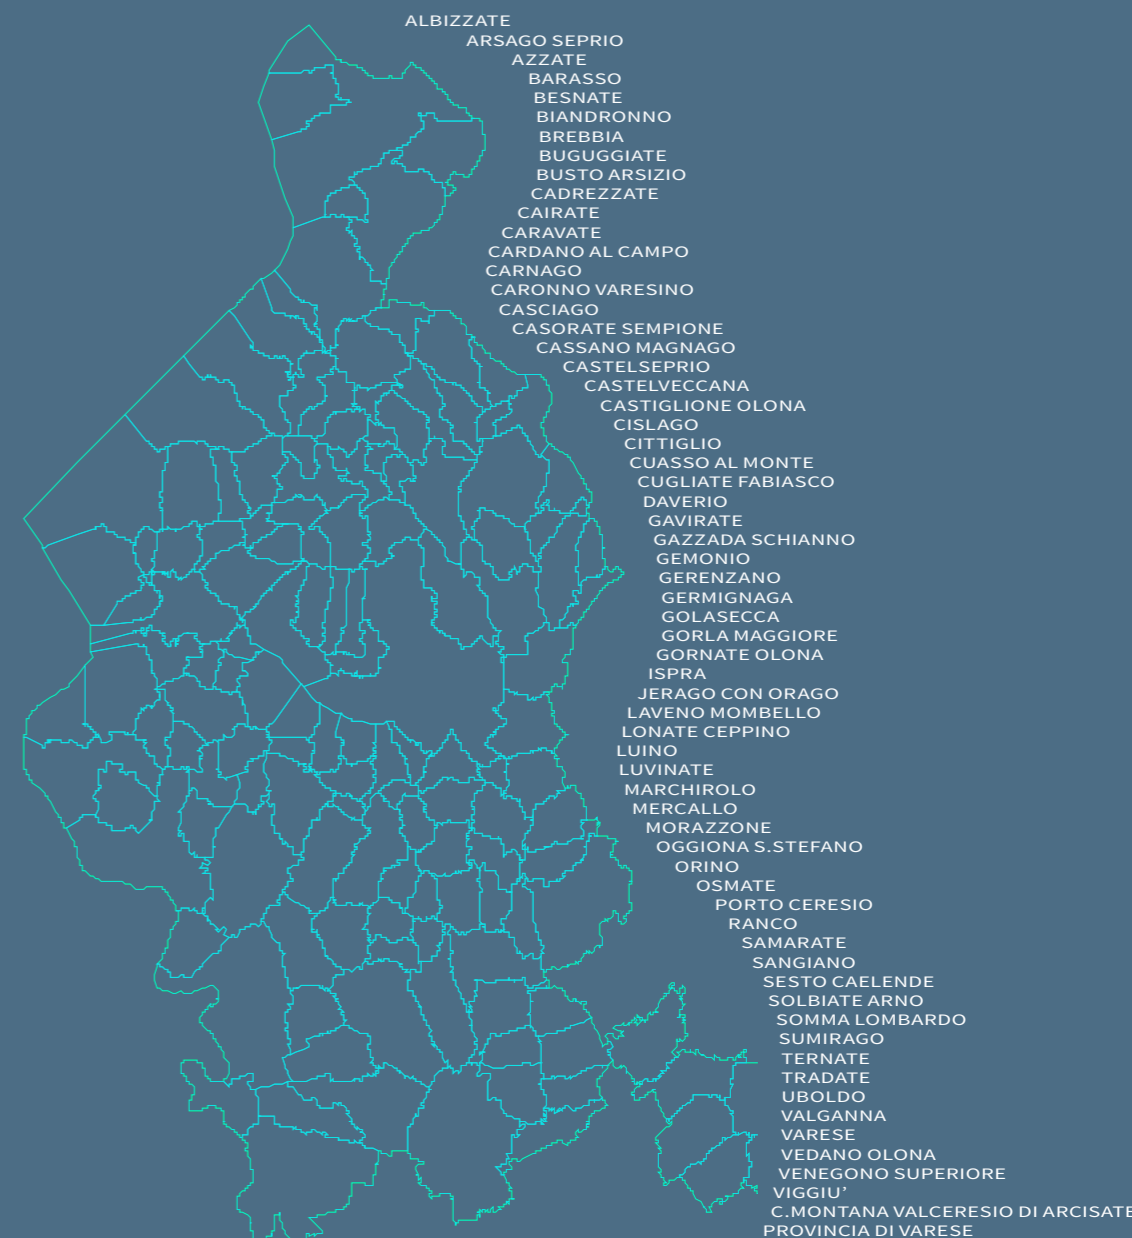 ALBIZZATE
ARSAGO SEPRIO
AZZATE
BARASSO
BESNATE
BIANDRONNO
BREBBIA
BUGUGGIATE
BUSTO ARSIZIO
CADREZZATE
CAIRATE
CARAVATE
CARDANO AL CAMPO
CARNAGO
CARONNO VARESINO
CASCIAGO
CASORATE SEMPIONE
CASSANO MAGNAGO
CASTELSEPRIO
CASTELVECCANA
CASTIGLIONE OLONA
CISLAGO
CITTIGLIO
CUASSO AL MONTE
CUGLIATE FABIASCO
DAVERIO
GAVIRATE
GAZZADA SCHIANNO
GEMONIO
GERENZANO
GERMIGNAGA
GOLASECCA
GORLA MAGGIORE
GORNATE OLONA
ISPRA
JERAGO CON ORAGO
LAVENO MOMBELLO
LONATE CEPPINO
LUINO
LUVINATE
MARCHIROLO
MERCALLO
MORAZZONE
OGGIONA S.STEFANO
ORINO
OSMATE
PORTO CERESIO
RANCO
SAMARATE
SANGIANO
SESTO CAELENDE
SOLBIATE ARNO
SOMMA LOMBARDO
SUMIRAGO
TERNATE
TRADATE
UBOLDO
VALGANNA
VARESE
VEDANO OLONA
VENEGONO SUPERIORE
VIGGIU’
C.MONTANA VALCERESIO DI ARCISATE
PROVINCIA DI VARESE